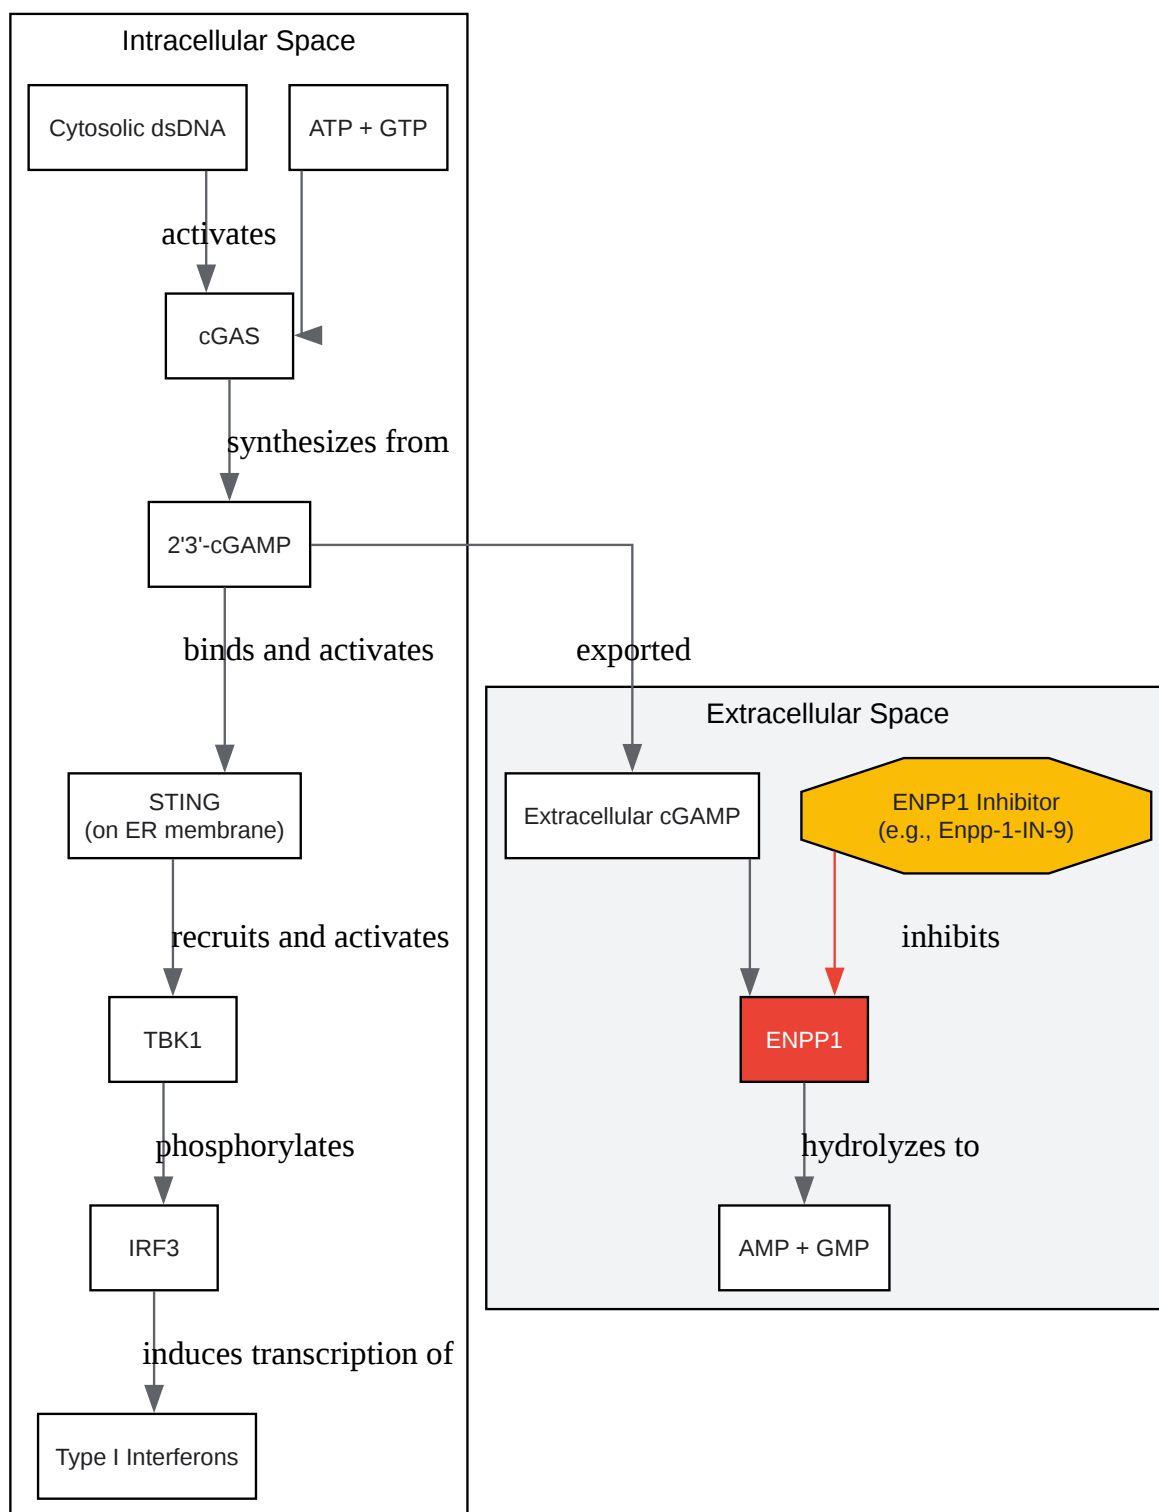 Intracellular Space
Cytosolic dsDNA
ATP + GTP
activates
cGAS
synthesizes from
2'3'-cGAMP
binds and activates
exported
Extracellular Space
STING
(on ER membrane)
Extracellular cGAMP
ENPP1 Inhibitor
(e.g., Enpp-1-IN-9)
recruits and activates
inhibits
TBK1
ENPP1
phosphorylates
hydrolyzes to
IRF3
AMP + GMP
induces transcription of
Type I Interferons